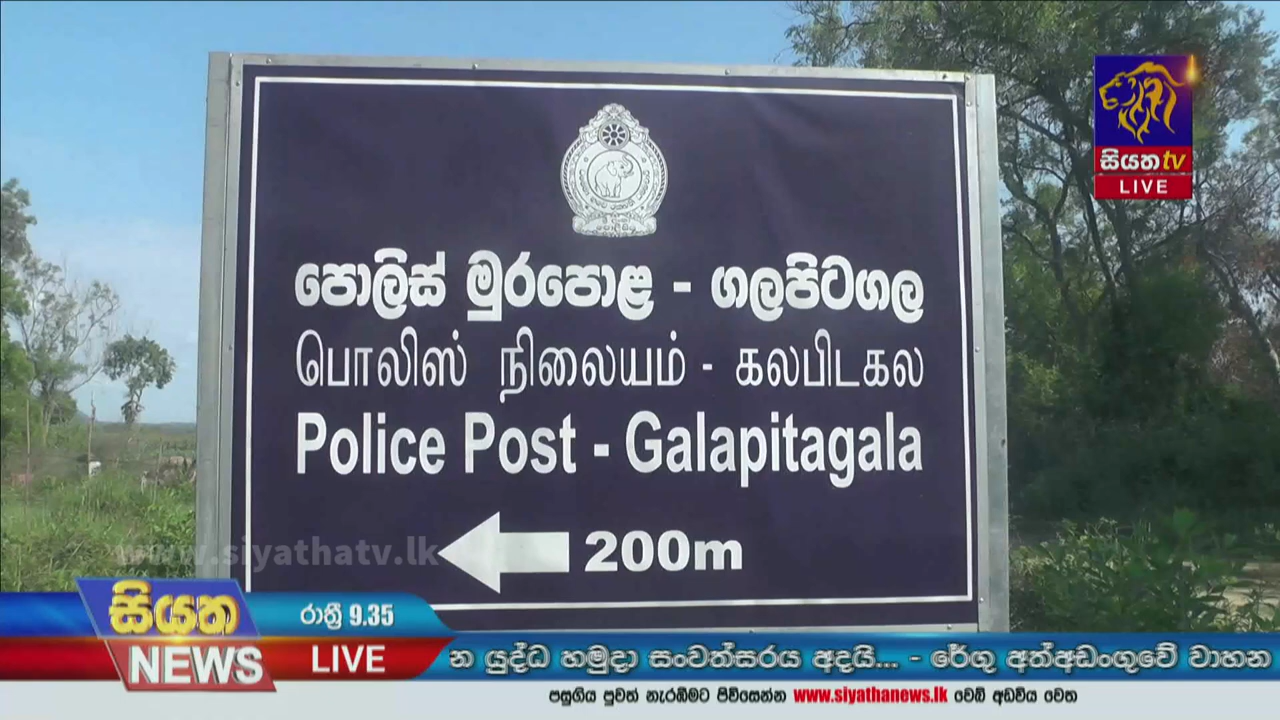 සියත tv
LIVE
පොලිස් මුරපොළ - ගලපිටගල
பொலிஸ் நிலையம் - கலபிடகல
Police Post - Galapitagala
200m
www.siyathatv.lk
සියත
NEWS
රාත්‍රී 9.35
LIVE
න යුද්ධ හමුදා සංවත්සරය අදයි... - රේගු අත්අඩංගුවේ වාහන
පසුගිය පුවත් නැරඹීමට පිවිසෙන්න www.siyathanews.lk වෙබ් අඩවිය වෙත